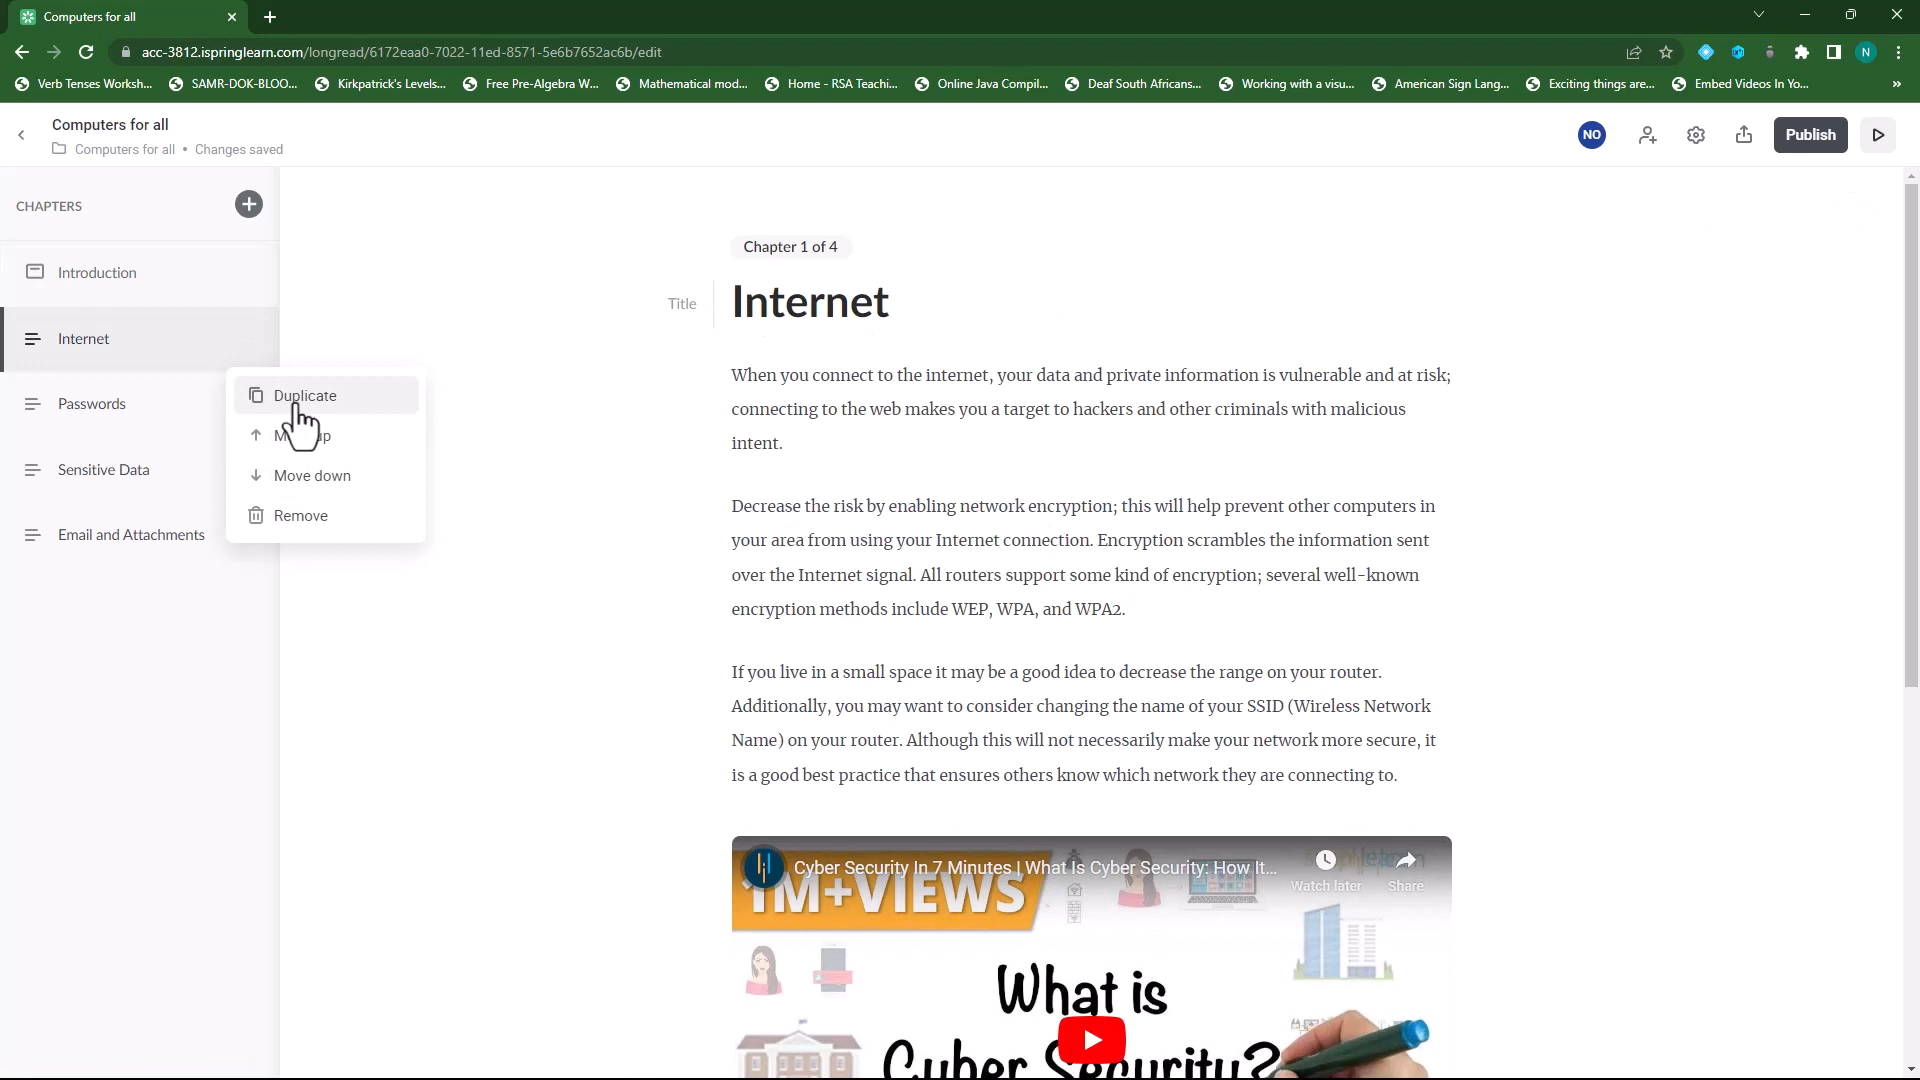 Computers for all
acc-3812.ispringlearn.com/longread/6172eaa0-7022-11ed-8571-5e6b7652ac6b/edit
N
Verb Tenses Worksh...
SAMR-DOK-BLOO...
Kirkpatrick's Levels...
Free Pre-Algebra W...
Mathematical mod...
Home - RSA Teachi...
Online Java Compil...
Deaf South Africans...
Working with a visu...
American Sign Lang...
Exciting things are...
Embed Videos In Yo...
»
Computers for all
Computers for all • Changes saved
NO
Publish
CHAPTERS
Introduction
Internet
Passwords
Sensitive Data
Email and Attachments
Duplicate
Move down
Remove
Chapter 1 of 4
Title
Internet
When you connect to the internet, your data and private information is vulnerable and at risk;
connecting to the web makes you a target to hackers and other criminals with malicious
intent.
Decrease the risk by enabling network encryption; this will help prevent other computers in
your area from using your Internet connection. Encryption scrambles the information sent
over the Internet signal. All routers support some kind of encryption; several well-known
encryption methods include WEP, WPA, and WPA2.
If you live in a small space it may be a good idea to decrease the range on your router.
Additionally, you may want to consider changing the name of your SSID (Wireless Network
Name) on your router. Although this will not necessarily make your network more secure, it
is a good best practice that ensures others know which network they are connecting to.
Cyber Security In 7 Minutes | What Is Cyber Security: How It...
Watch later
Share
1M+VIEWS
What is
Cyber Security?